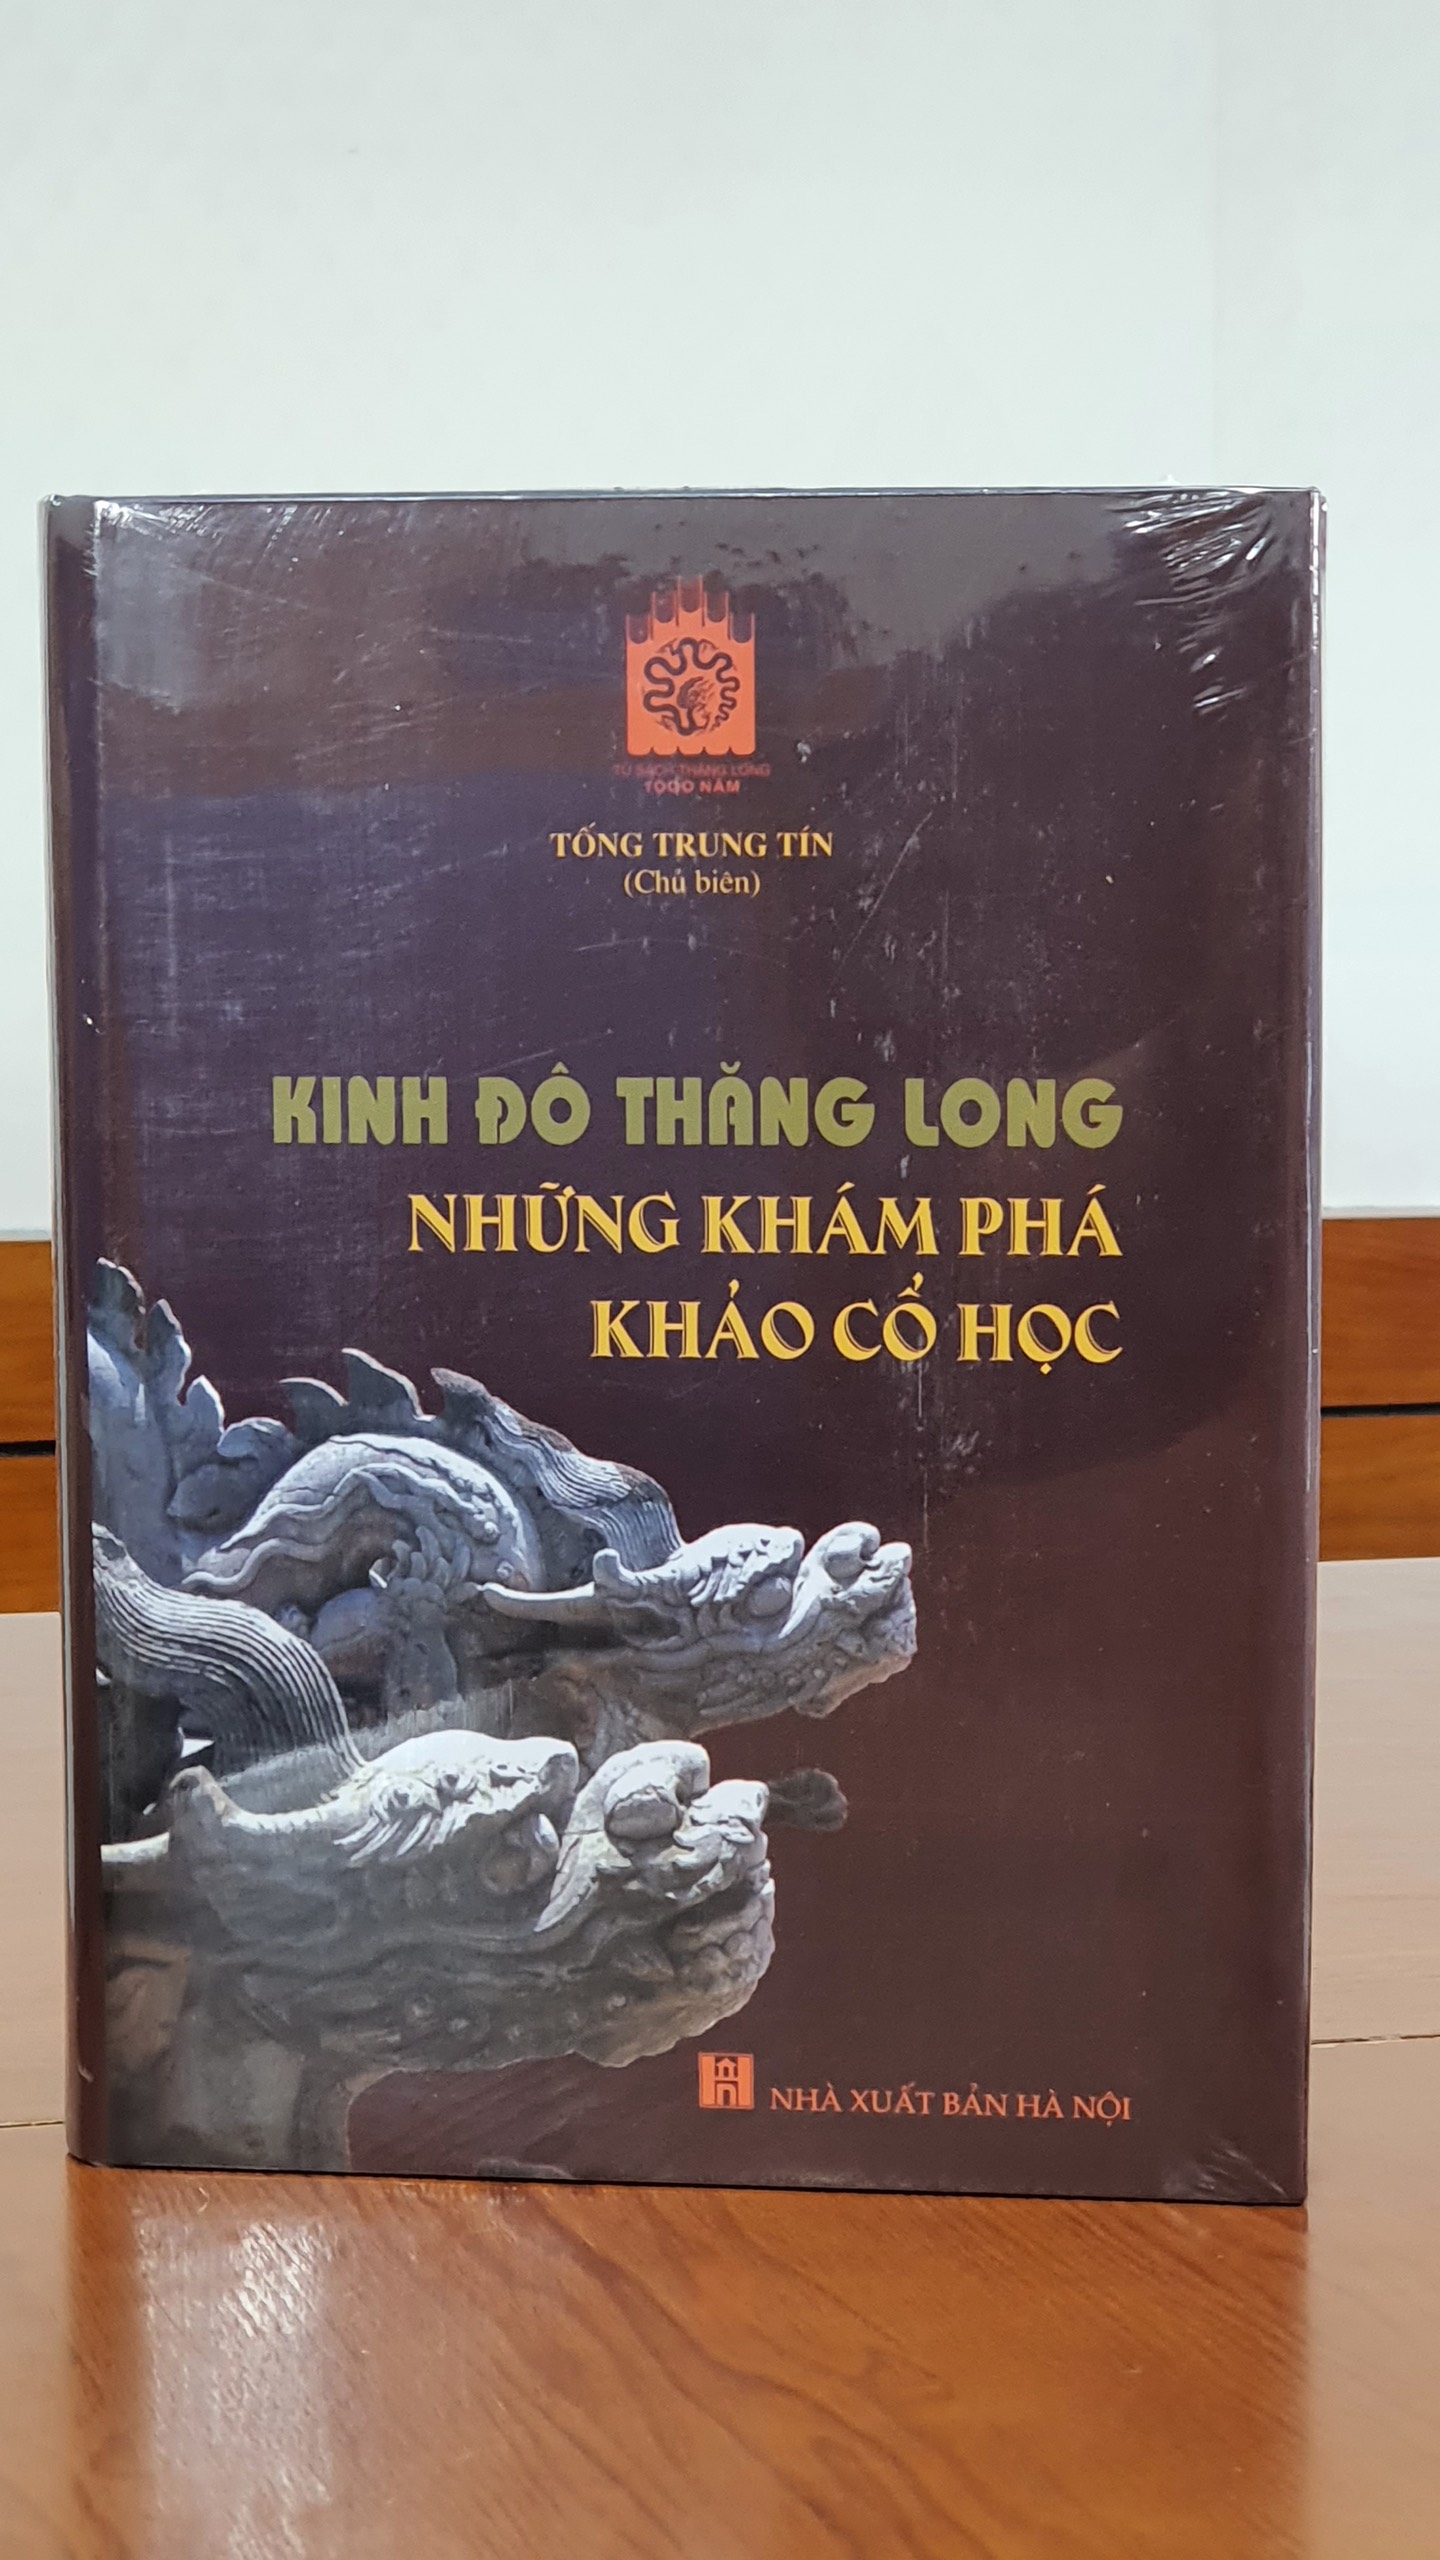 TỦ SÁCH THĂNG LONG
1000 NĂM
TỐNG TRUNG TÍN
(Chủ biên)
KINH ĐÔ THĂNG LONG
NHỮNG KHÁM PHÁ
KHẢO CỔ HỌC
NHÀ XUẤT BẢN HÀ NỘI